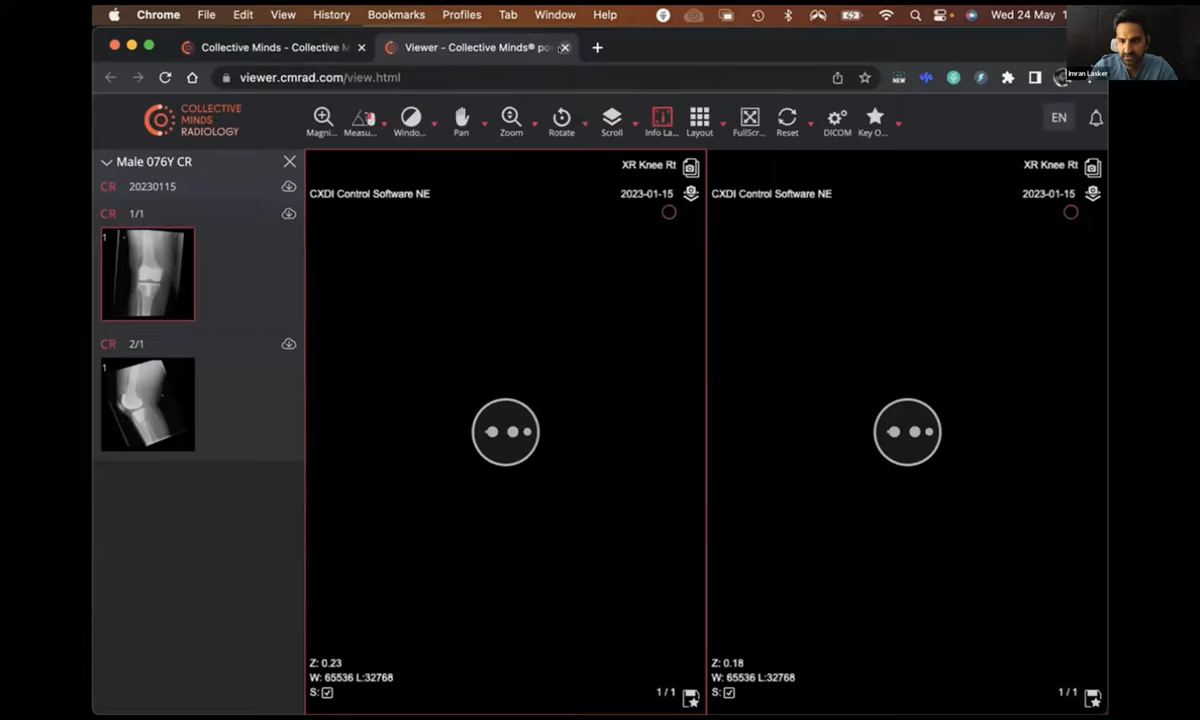 Chrome File Edit View History Bookmarks Profiles Tab Window Help Wed 24 May 1
Imran Lasker
Collective Minds - Collective M
Viewer - Collective Minds® po
viewer.cmrad.com/view.html
NEW
COLLECTIVE
MINDS
RADIOLOGY
Magni... Measu... Windo... Pan Zoom Rotate Scroll Info La... Layout FullScr... Reset DICOM Key O...
EN
Male 076Y CR
CR 20230115
CR 1/1
1
CR 2/1
1
XR Knee Rt
CXDI Control Software NE 2023-01-15
Z: 0.23
W: 65536 L:32768
S:
1 / 1
XR Knee Rt
CXDI Control Software NE 2023-01-15
Z: 0.18
W: 65536 L:32768
S:
1 / 1